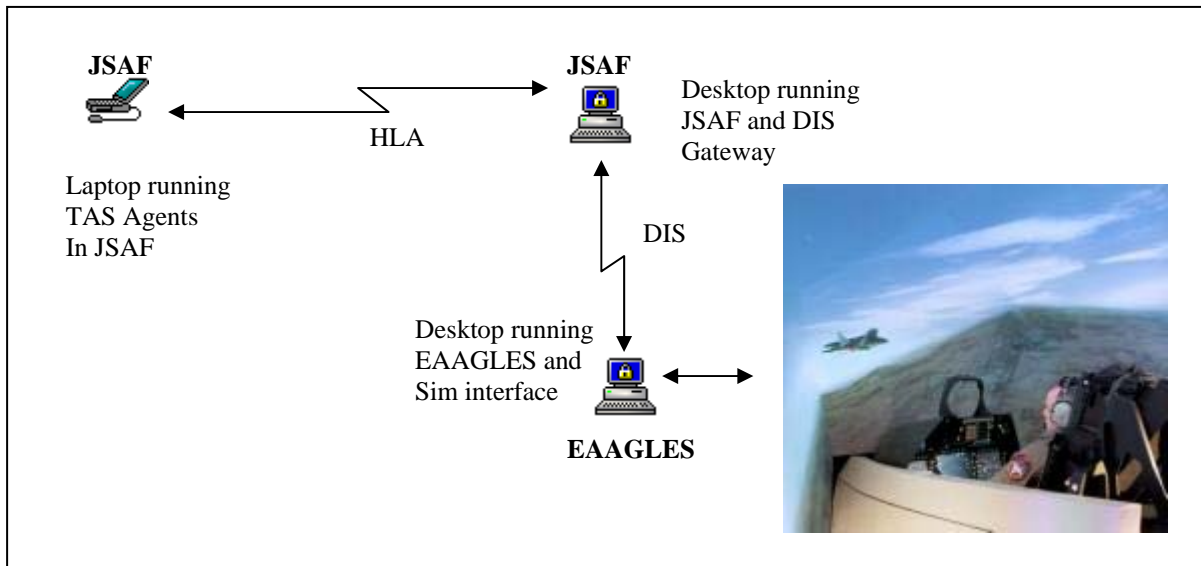 JSAF
Laptop running
TAS Agents
In JSAF
HLA
JSAF
Desktop running
JSAF and DIS
Gateway
DIS
Desktop running
EAAGLES and
Sim interface
EAAGLES